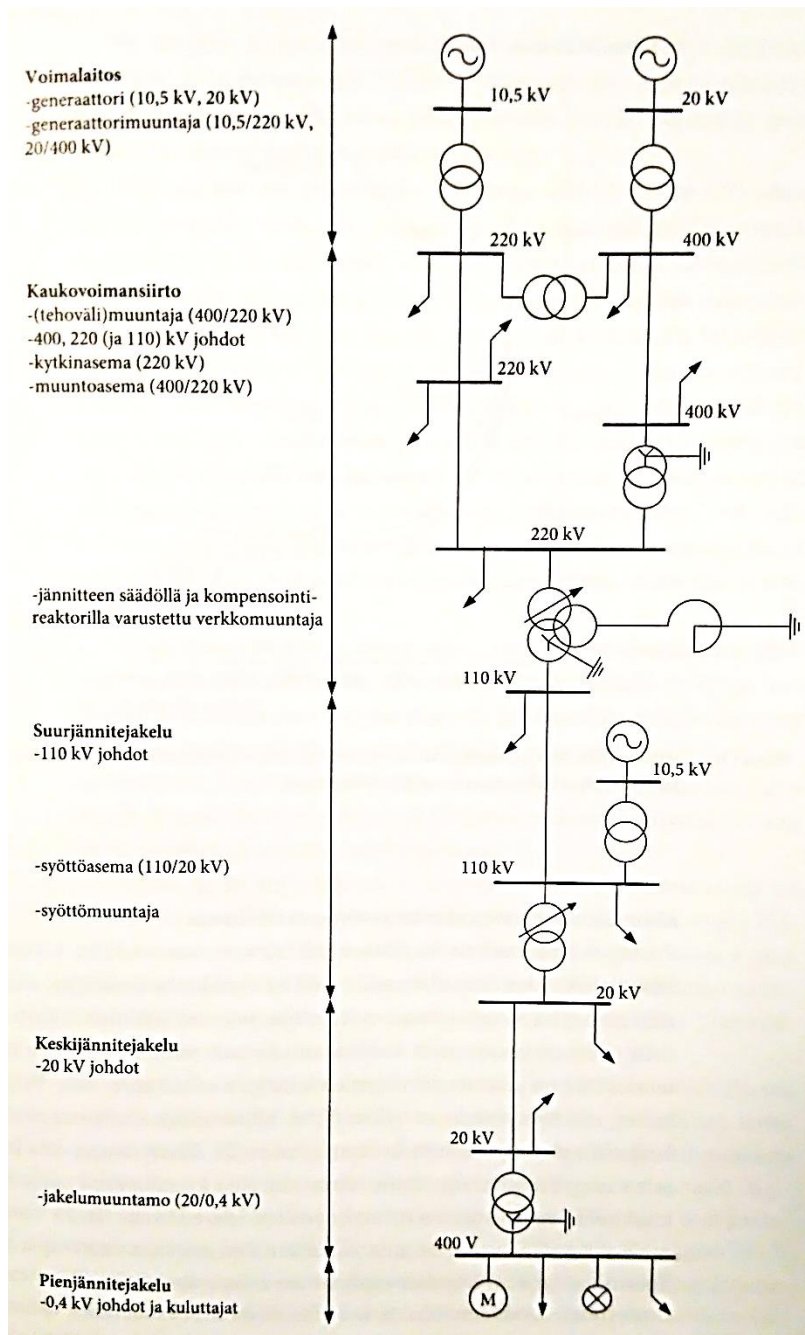 Voimalaitos
-generaattori (10,5 kV, 20 kV)
-generaattorimuuntaja (10,5/220 kV,
20/400 kV)
10,5 kV
20 kV
220 kV
400 kV
Kaukovoimansiirto
-(tehoväli)muuntaja (400/220 kV)
-400, 220 (ja 110) kV johdot
-kytkinasema (220 kV)
-muuntoasema (400/220 kV)
220 kV
400 kV
220 kV
-jännitteen säädöllä ja kompensointi-
reaktorilla varustettu verkkomuuntaja
110 kV
Suurjännitejakelu
-110 kV johdot
10,5 kV
-syöttöasema (110/20 kV)
110 kV
-syöttömuuntaja
20 kV
Keskijännitejakelu
-20 kV johdot
20 kV
-jakelumuuntamo (20/0,4 kV)
400 V
Pienjännitejakelu
-0,4 kV johdot ja kuluttajat
M